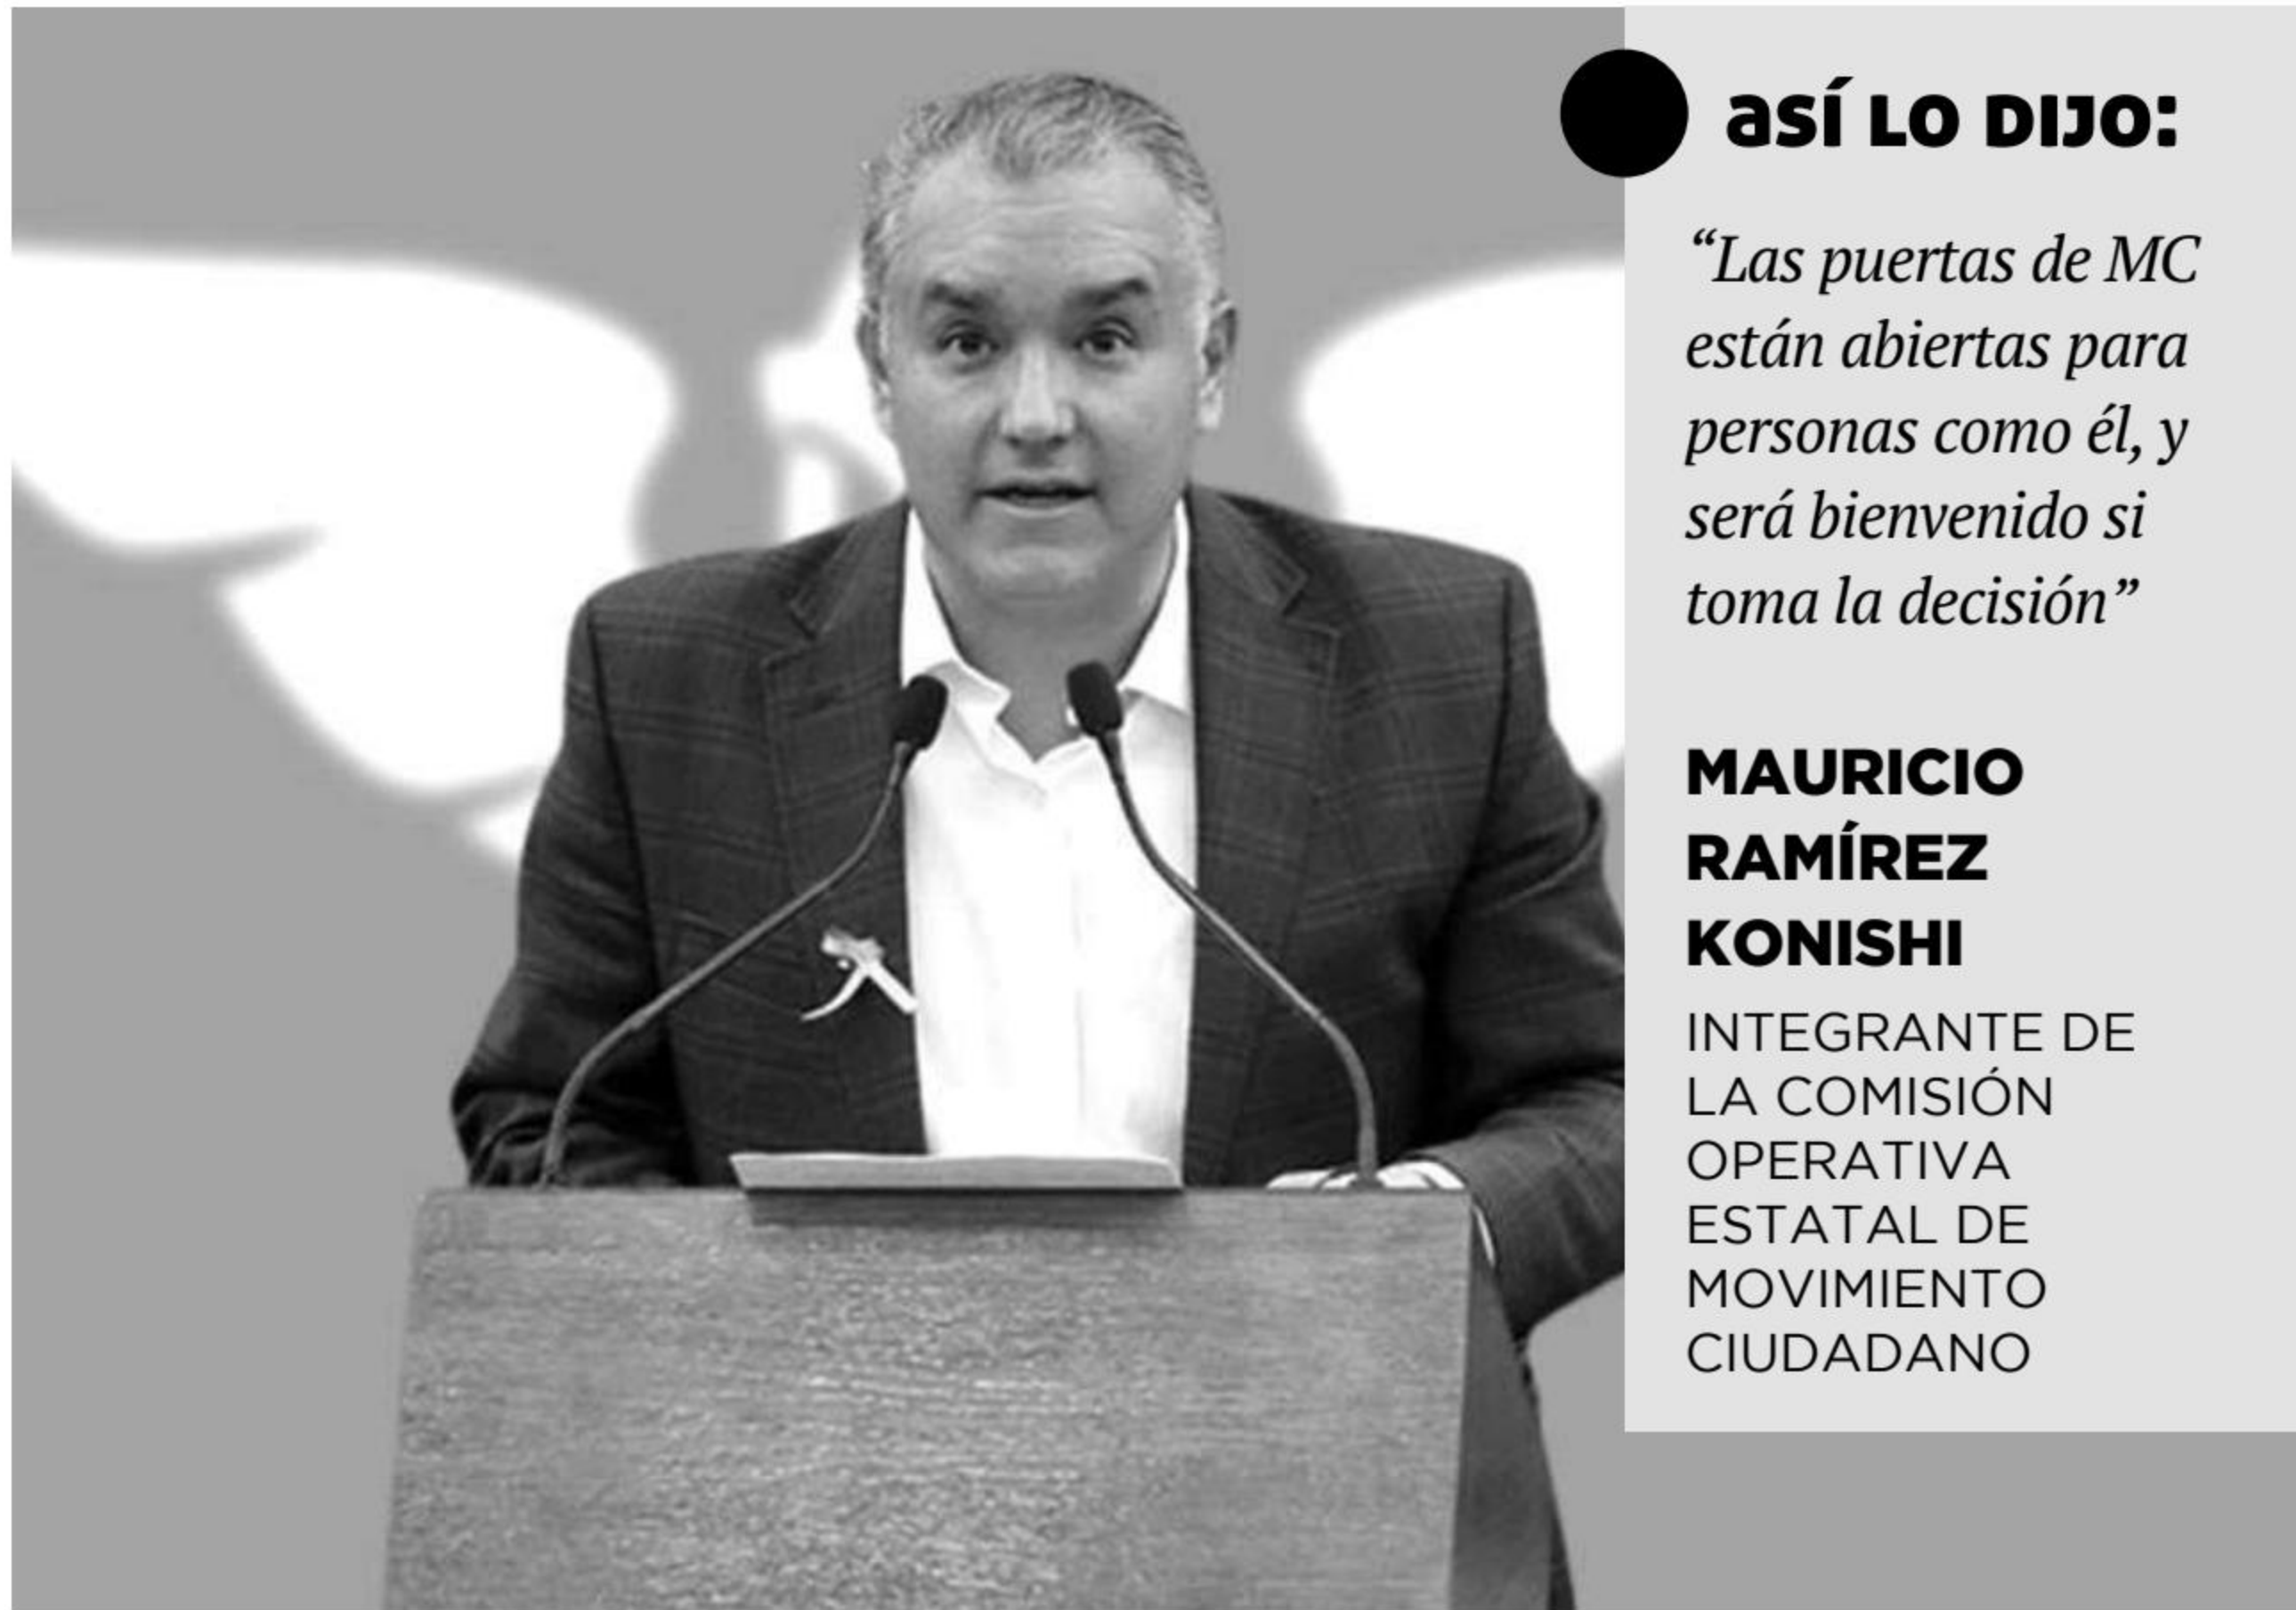 así LO DIJO:
“Las puertas de MC
están abiertas para
personas como él, y
será bienvenido si
toma la decisión”
MAURICIO
RAMÍREZ
KONISHI
INTEGRANTE DE
LA COMISIÓN
OPERATIVA
ESTATAL DE
MOVIMIENTO
CIUDADANO